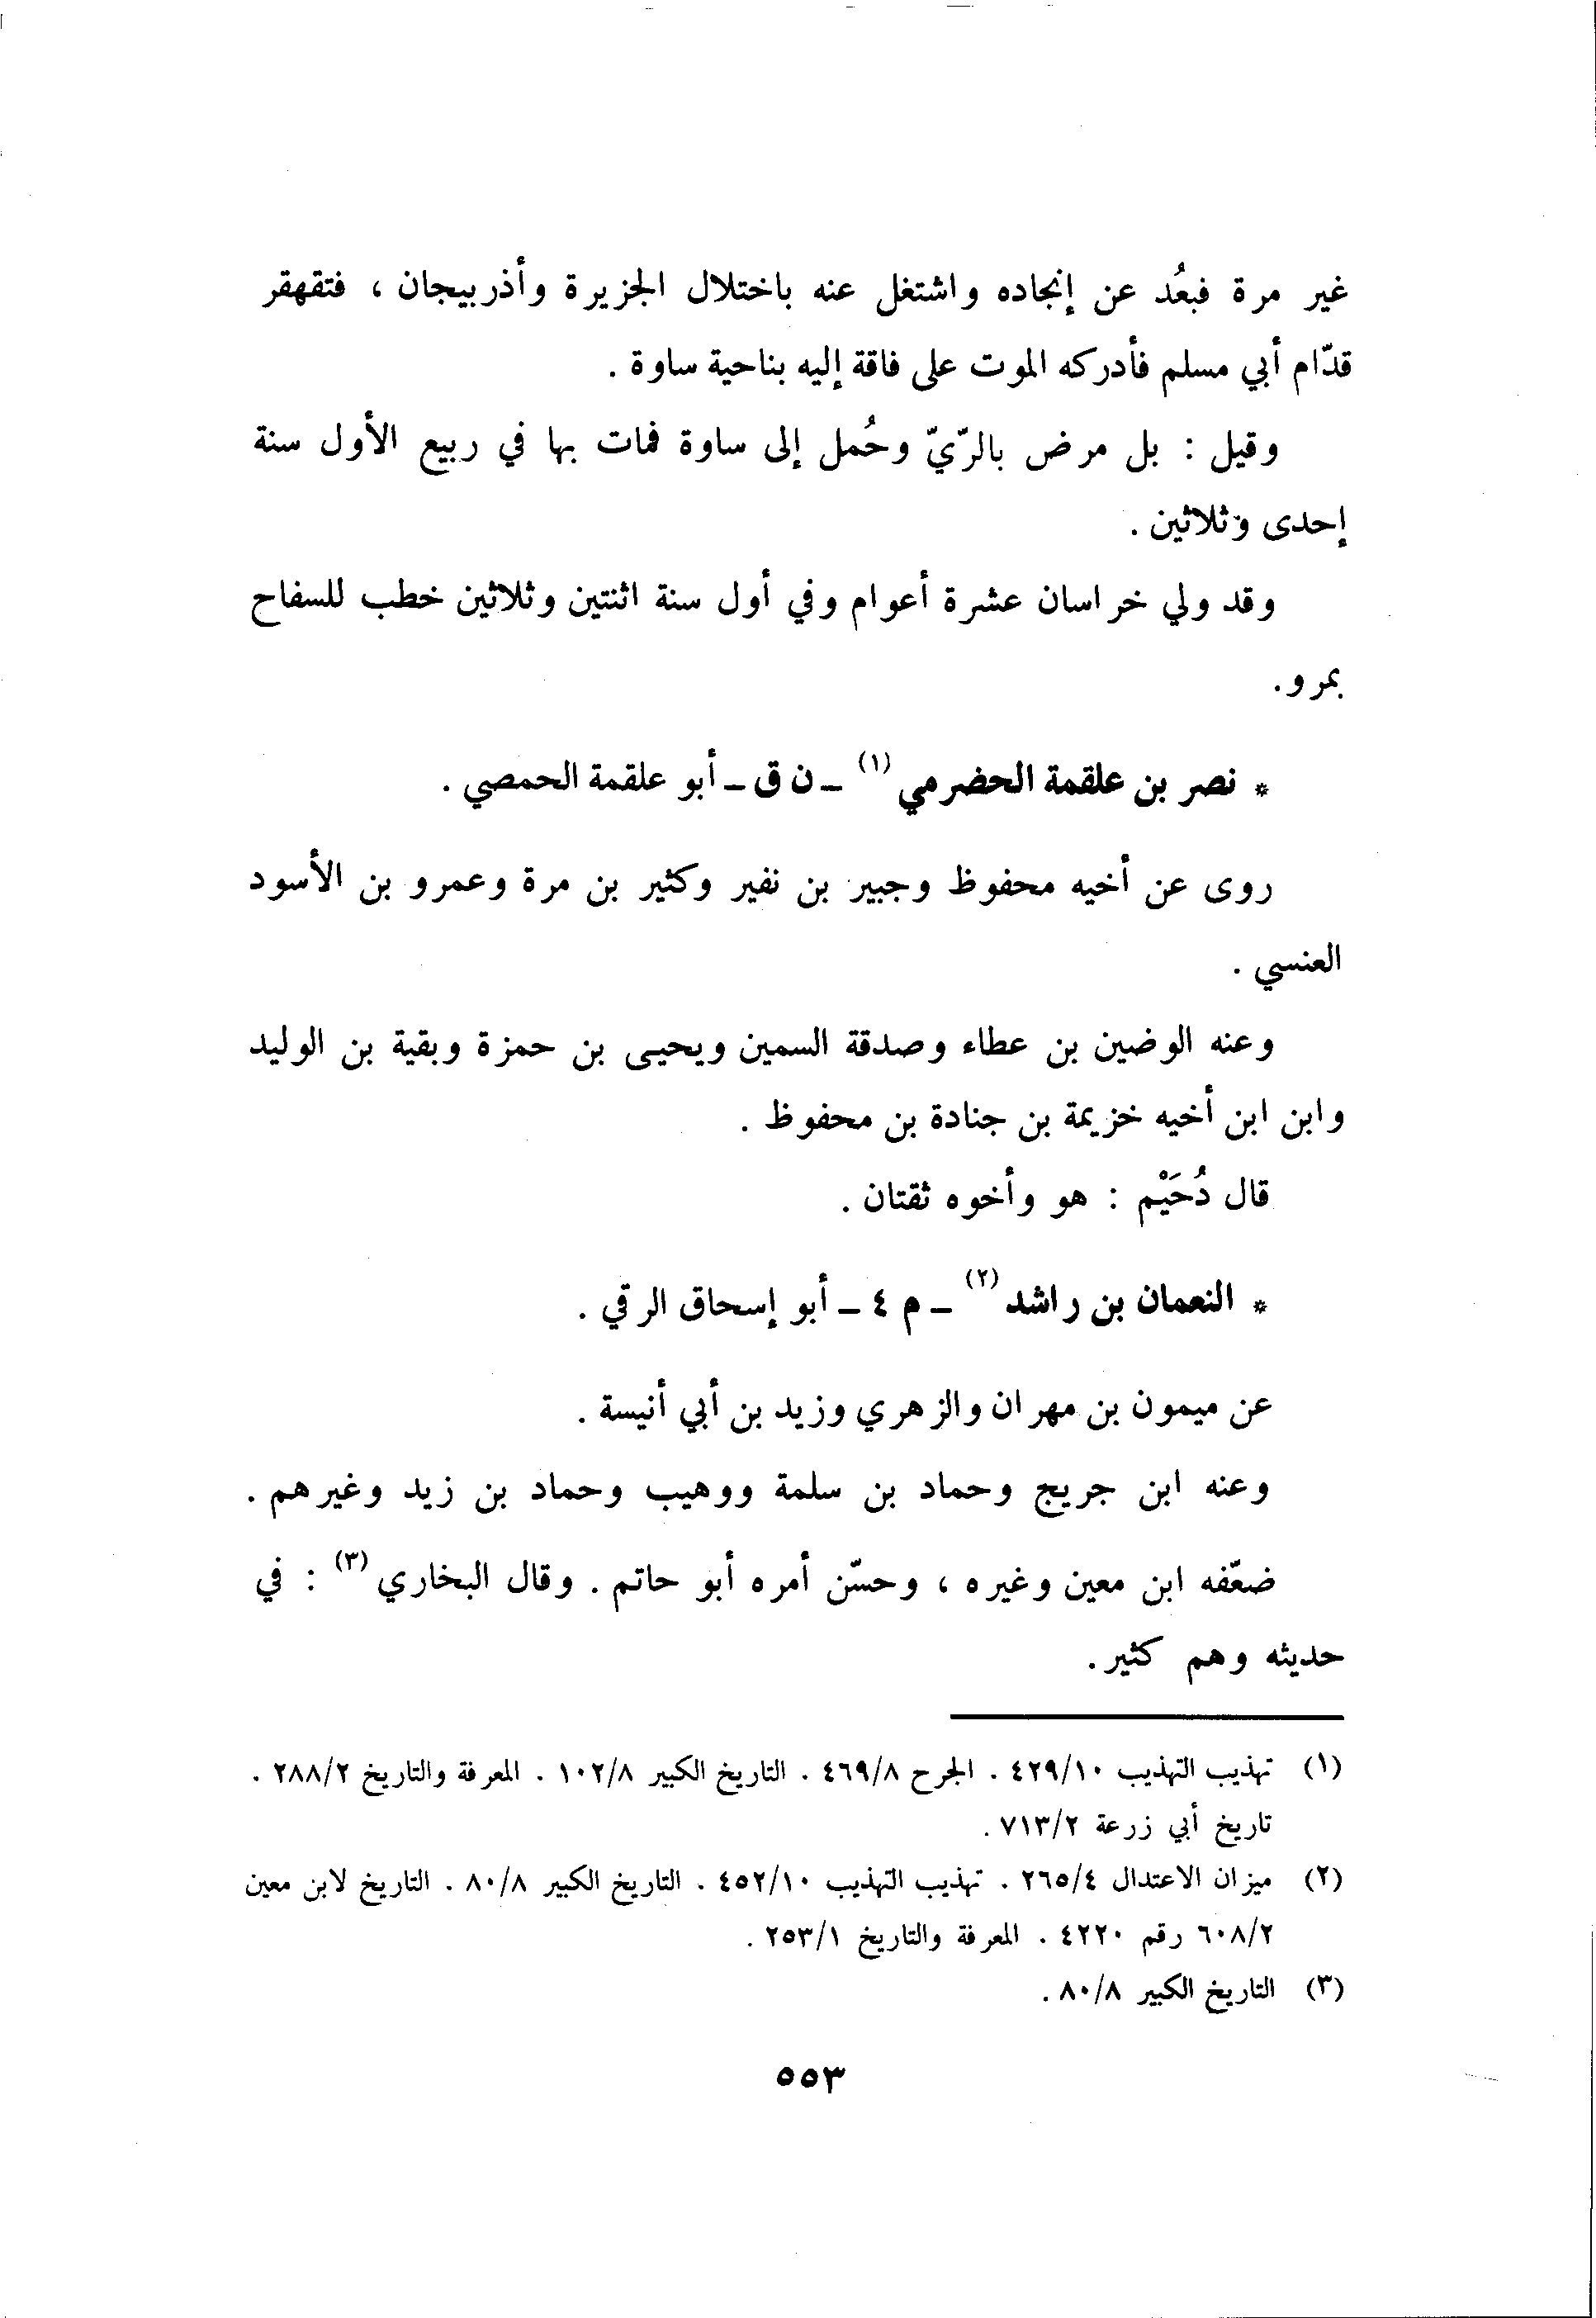 غير مرة فبعُد عن إنجاده واشتغل عنه باختلال الجزيرة وأذربيجان ، فتقهقر
قدّام أبي مسلم فأدركه الموت على فاقة إليه بناحية ساوة .
وقيل : بل مرض بالرّيّ وحُمل إلى ساوة فمات بها في ربيع الأول سنة
إحدى وثلاثين .
وقد ولي خراسان عشرة أعوام وفي أول سنة اثنتين وثلاثين خطب للسفاح
بمرو .
* نصر بن علقمة الحضرمي (١) ـ ن ق ـ أبو علقمة الحمصي .
روى عن أخيه محفوظ وجبير بن نفير وكثير بن مرة وعمرو بن الأسود
العنسي .
وعنه الوضين بن عطاء وصدقة السمين ويحيى بن حمزة وبقية بن الوليد
وابن ابن أخيه خزيمة بن جنادة بن محفوظ .
قال دُحَيْم : هو وأخوه ثقتان .
* النعمان بن راشد (٢) ـ م ٤ ـ أبو إسحاق الرقي .
عن ميمون بن مهران والزهري وزيد بن أبي أنيسة .
وعنه ابن جريج وحماد بن سلمة ووهيب وحماد بن زيد وغيرهم .
ضعّفه ابن معين وغيره ، وحسّن أمره أبو حاتم . وقال البخاري (٣) : في
حديثه وهم كثير .
(١) تهذيب التهذيب ٤٢٩/١٠ . الجرح ٤٦٩/٨ . التاريخ الكبير ١٠٢/٨ . المعرفة والتاريخ ٢٨٨/٢ .
تاريخ أبي زرعة ٧١٣/٢ .
(٢) ميزان الاعتدال ٢٦٥/٤ . تهذيب التهذيب ٤٥٢/١٠ . التاريخ الكبير ٨٠/٨ . التاريخ لابن معين
٦٠٨/٢ رقم ٤٢٢٠ . المعرفة والتاريخ ٢٥٣/١ .
(٣) التاريخ الكبير ٨٠/٨ .
٥٥٣